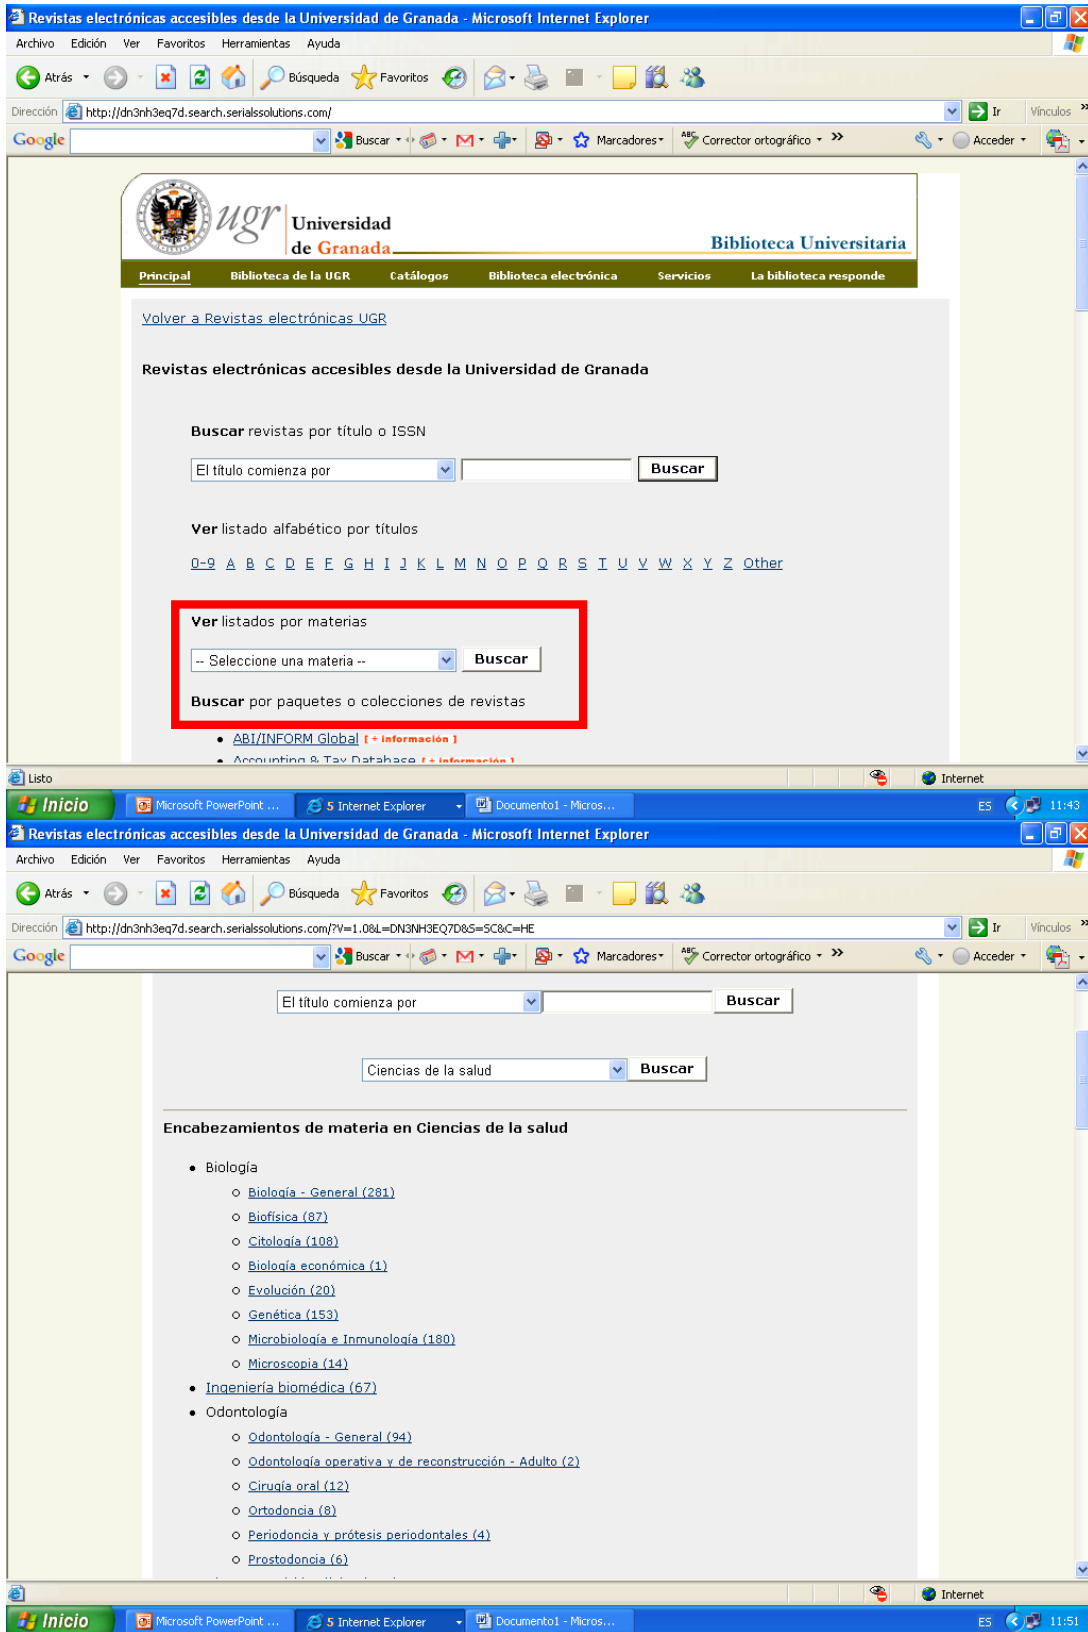 Revistas electrónicas accesibles desde la Universidad de Granada - Microsoft Internet Explorer
Archivo Edición Ver Favoritos Herramientas Ayuda
Atrás Búsqueda Favoritos
Dirección http://dn3nh3eq7d.search.serialssolutions.com/ Ir Vínculos »
Google Buscar Marcadores Corrector ortográfico » Acceder
ugr Universidad
de Granada
Biblioteca Universitaria
Principal Biblioteca de la UGR Catálogos Biblioteca electrónica Servicios La biblioteca responde
Volver a Revistas electrónicas UGR
Revistas electrónicas accesibles desde la Universidad de Granada
Buscar revistas por título o ISSN
El título comienza por Buscar
Ver listado alfabético por títulos
0-9 A B C D E F G H I J K L M N O P Q R S T U V W X Y Z Other
Ver listados por materias
-- Seleccione una materia -- Buscar
Buscar por paquetes o colecciones de revistas
• ABI/INFORM Global [ + información ]
• Accounting & Tax Database [ + información ]
Listo Internet
Inicio Microsoft PowerPoint ... 5 Internet Explorer Documento1 - Micros... ES 11:43
Revistas electrónicas accesibles desde la Universidad de Granada - Microsoft Internet Explorer
Archivo Edición Ver Favoritos Herramientas Ayuda
Atrás Búsqueda Favoritos
Dirección http://dn3nh3eq7d.search.serialssolutions.com/?V=1.0&L=DN3NH3EQ7D&S=SC&C=HE Ir Vínculos »
Google Buscar Marcadores Corrector ortográfico » Acceder
El título comienza por Buscar
Ciencias de la salud Buscar
Encabezamientos de materia en Ciencias de la salud
• Biología
Biología - General (281)
Biofísica (87)
Citología (108)
Biología económica (1)
Evolución (20)
Genética (153)
Microbiología e Inmunología (180)
Microscopia (14)
• Ingeniería biomédica (67)
• Odontología
Odontología - General (94)
Odontología operativa y de reconstrucción - Adulto (2)
Cirugía oral (12)
Ortodoncia (8)
Periodoncia y prótesis periodontales (4)
Prostodoncia (6)
Internet
Inicio Microsoft PowerPoint ... 5 Internet Explorer Documento1 - Micros... ES 11:51